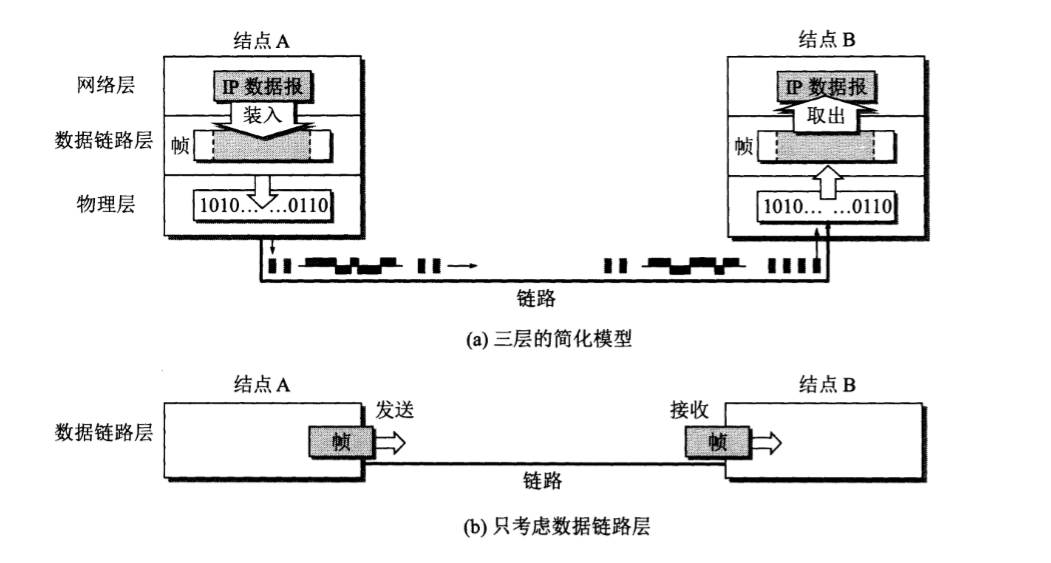 结点 A 结点 B
网络层 IP 数据报 IP 数据报
装入 取出
数据链路层 帧 帧
物理层 1010… …0110 1010… …0110
链路
(a) 三层的简化模型
结点 A 结点 B
发送 接收
数据链路层 帧 帧
链路
(b) 只考虑数据链路层